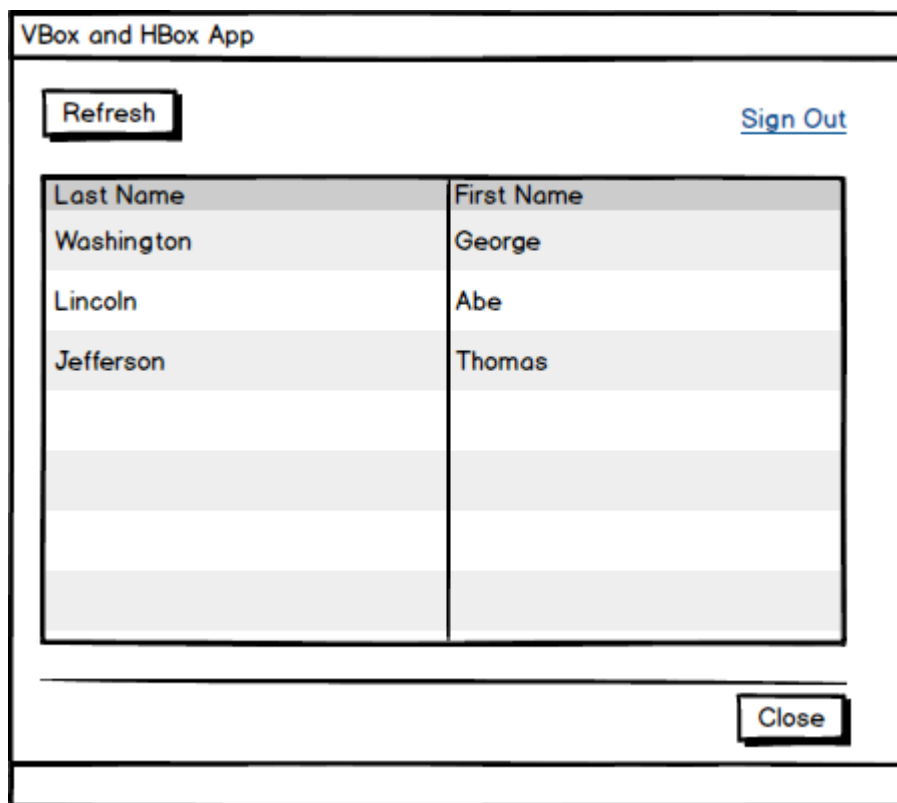 VBox and HBox App
Refresh
Sign Out
Last Name First Name
Washington George
Lincoln Abe
Jefferson Thomas
Close